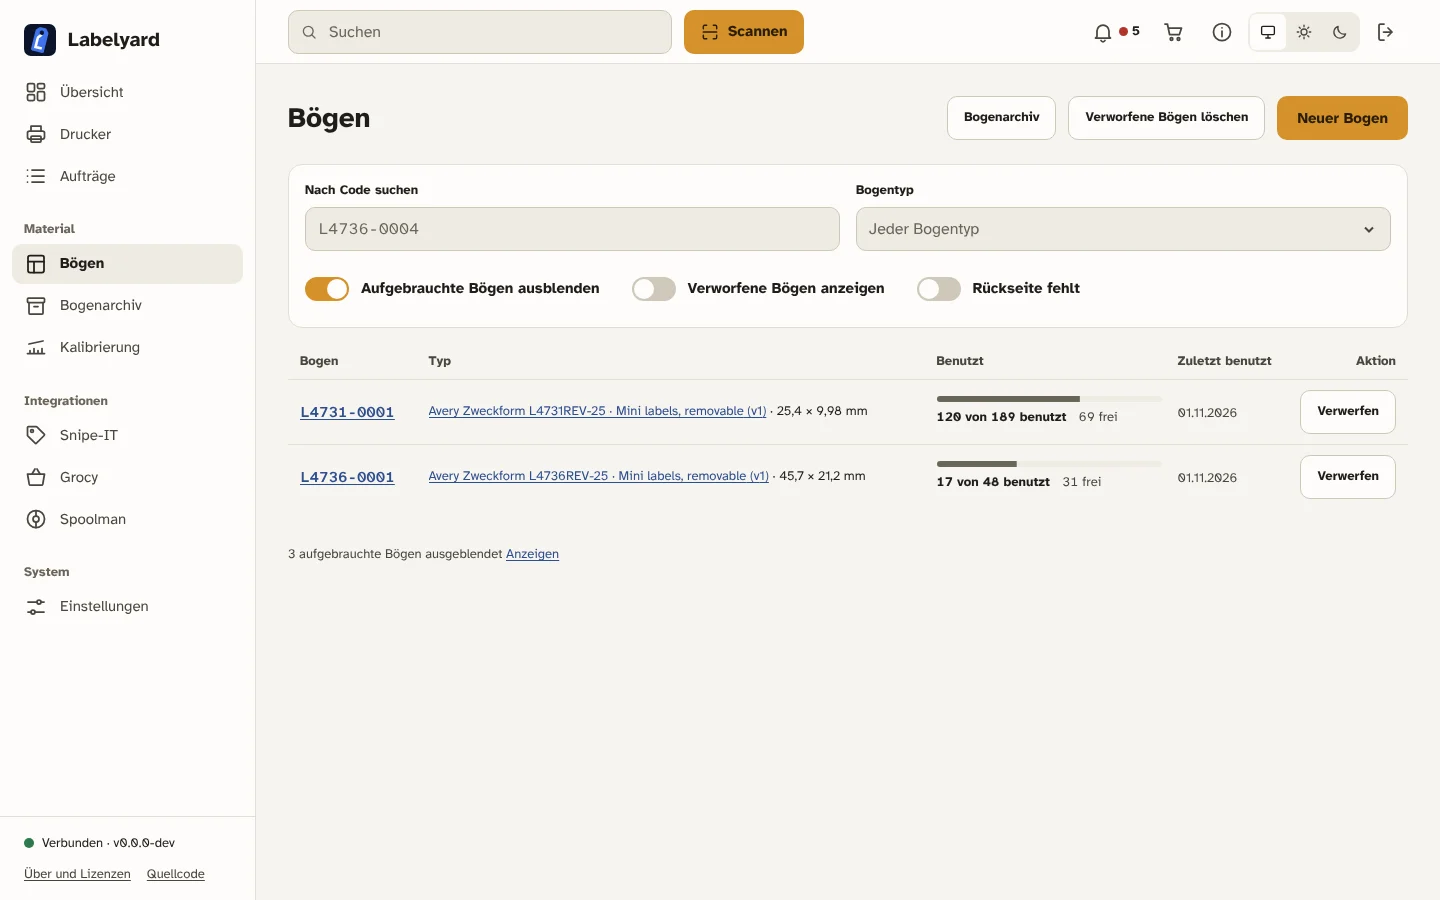 Labelyard
Suchen
Scannen
5
Übersicht
Drucker
Aufträge
Material
Bögen
Bogenarchiv
Kalibrierung
Integrationen
Snipe-IT
Grocy
Spoolman
System
Einstellungen
Verbunden · v0.0.0-dev
Über und Lizenzen Quellcode
Bögen
Bogenarchiv
Verworfene Bögen löschen
Neuer Bogen
Nach Code suchen
L4736-0004
Bogentyp
Jeder Bogentyp
Aufgebrauchte Bögen ausblenden
Verworfene Bögen anzeigen
Rückseite fehlt
Bogen Typ Benutzt Zuletzt benutzt Aktion
L4731-0001 Avery Zweckform L4731REV-25 · Mini labels, removable (v1) · 25,4 × 9,98 mm 120 von 189 benutzt 69 frei 01.11.2026 Verwerfen
L4736-0001 Avery Zweckform L4736REV-25 · Mini labels, removable (v1) · 45,7 × 21,2 mm 17 von 48 benutzt 31 frei 01.11.2026 Verwerfen
3 aufgebrauchte Bögen ausgeblendet Anzeigen